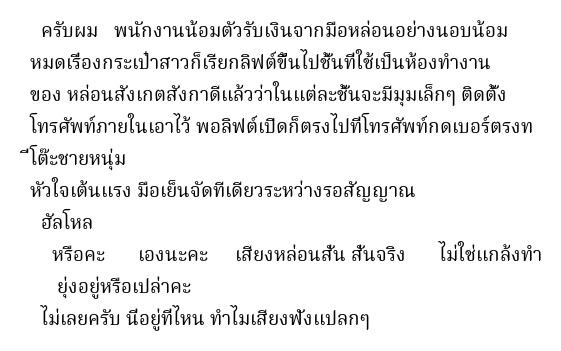 ครับผม พนักงานน้อมตัวรับเงินจากมือหล่อนอย่างนอบน้อม
หมดเรื่องกระเป๋าสาวก็เรียกลิฟต์ขึ้นไปชั้นที่ใช้เป็นห้องทำงาน
ของ หล่อนสังเกตสังกาดีแล้วว่าในแต่ละชั้นจะมีมุมเล็กๆ ติดตั้ง
โทรศัพท์ภายในเอาไว้ พอลิฟต์เปิดก็ตรงไปที่โทรศัพท์กดเบอร์ตรงท
ี่โต๊ะชายหนุ่ม
หัวใจเต้นแรง มือเย็นจัดทีเดียวระหว่างรอสัญญาณ
ฮัลโหล
หรือคะ เองนะคะ เสียงหล่อนสั่น สั่นจริง ไม่ใช่แกล้งทำ
ยุ่งอยู่หรือเปล่าคะ
ไม่เลยครับ นี่อยู่ที่ไหน ทำไมเสียงฟังแปลกๆ